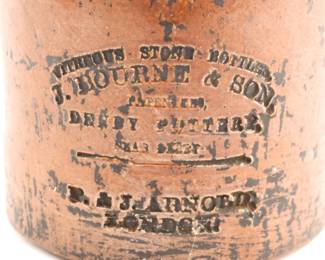 VITREOUS STONE BOTTLES,
J. BOURNE & SON,
PATENTEES,
DENBY POTTERY,
NEAR DERBY
P. & J. ARNOLD,
LONDON.